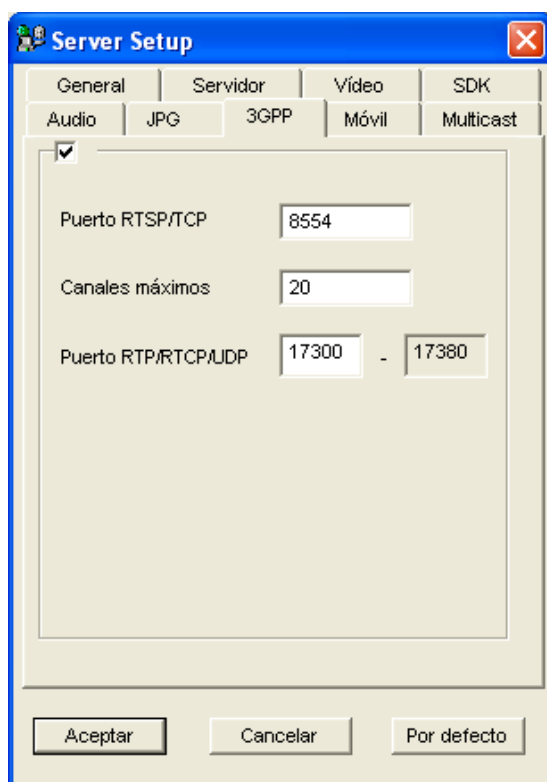 Server Setup
General Servidor Vídeo SDK
Audio JPG 3GPP Móvil Multicast
Puerto RTSP/TCP 8554
Canales máximos 20
Puerto RTP/RTCP/UDP 17300 - 17380
Aceptar Cancelar Por defecto